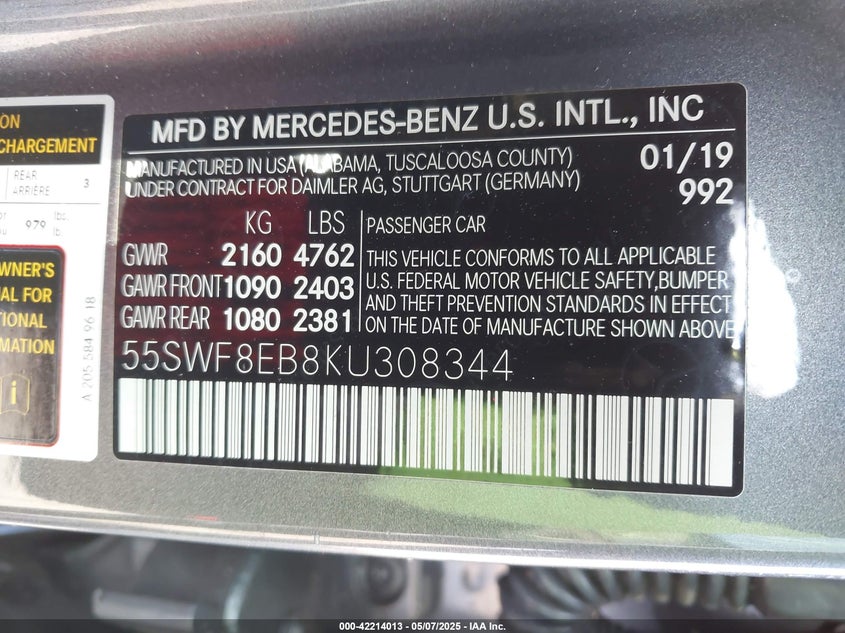 ON
CHARGEMENT
REAR
ARRIÈRE
3
979
lbs.
lb.
WNER'S
AL FOR
TIONAL
RMATION
A 205 584 96 18
MFD BY MERCEDES-BENZ U.S. INTL., INC
MANUFACTURED IN USA (ALABAMA, TUSCALOOSA COUNTY) 01/19
UNDER CONTRACT FOR DAIMLER AG, STUTTGART (GERMANY) 992
KG LBS
GVWR 2160 4762
GAWR FRONT 1090 2403
GAWR REAR 1080 2381
PASSENGER CAR
THIS VEHICLE CONFORMS TO ALL APPLICABLE
U.S. FEDERAL MOTOR VEHICLE SAFETY,BUMPER
AND THEFT PREVENTION STANDARDS IN EFFECT
ON THE DATE OF MANUFACTURE SHOWN ABOVE
55SWF8EB8KU308344
000-42214013 - 05/07/2025 - IAA Inc.